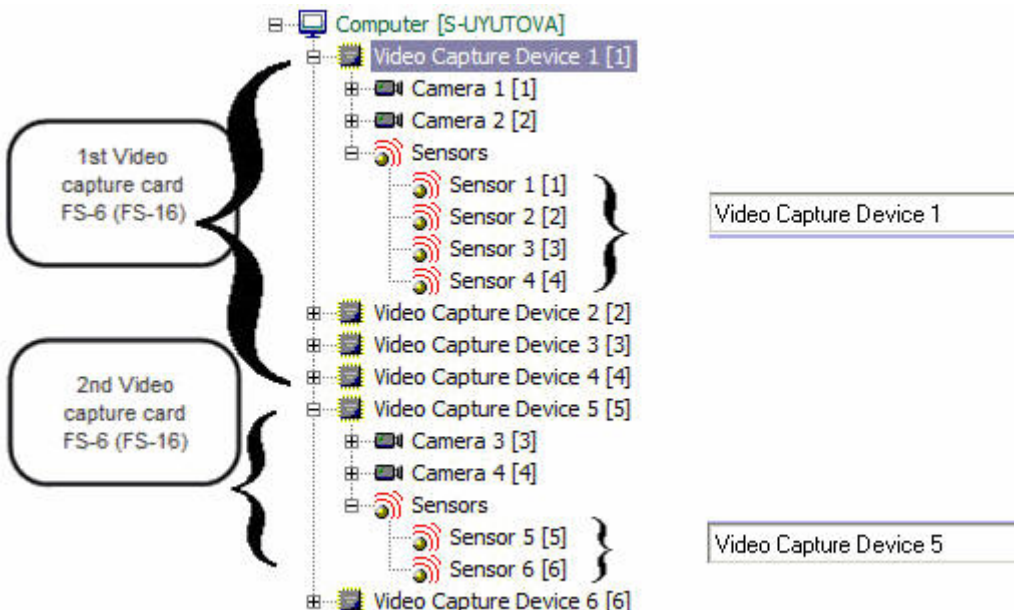 Computer [S-UYUTOVA]
Video Capture Device 1 [1]
Camera 1 [1]
Camera 2 [2]
Sensors
Sensor 1 [1]
Sensor 2 [2]
Sensor 3 [3]
Sensor 4 [4]
Video Capture Device 2 [2]
Video Capture Device 3 [3]
Video Capture Device 4 [4]
Video Capture Device 5 [5]
Camera 3 [3]
Camera 4 [4]
Sensors
Sensor 5 [5]
Sensor 6 [6]
Video Capture Device 6 [6]
1st Video
capture card
FS-6 (FS-16)
2nd Video
capture card
FS-6 (FS-16)
Video Capture Device 1
Video Capture Device 5